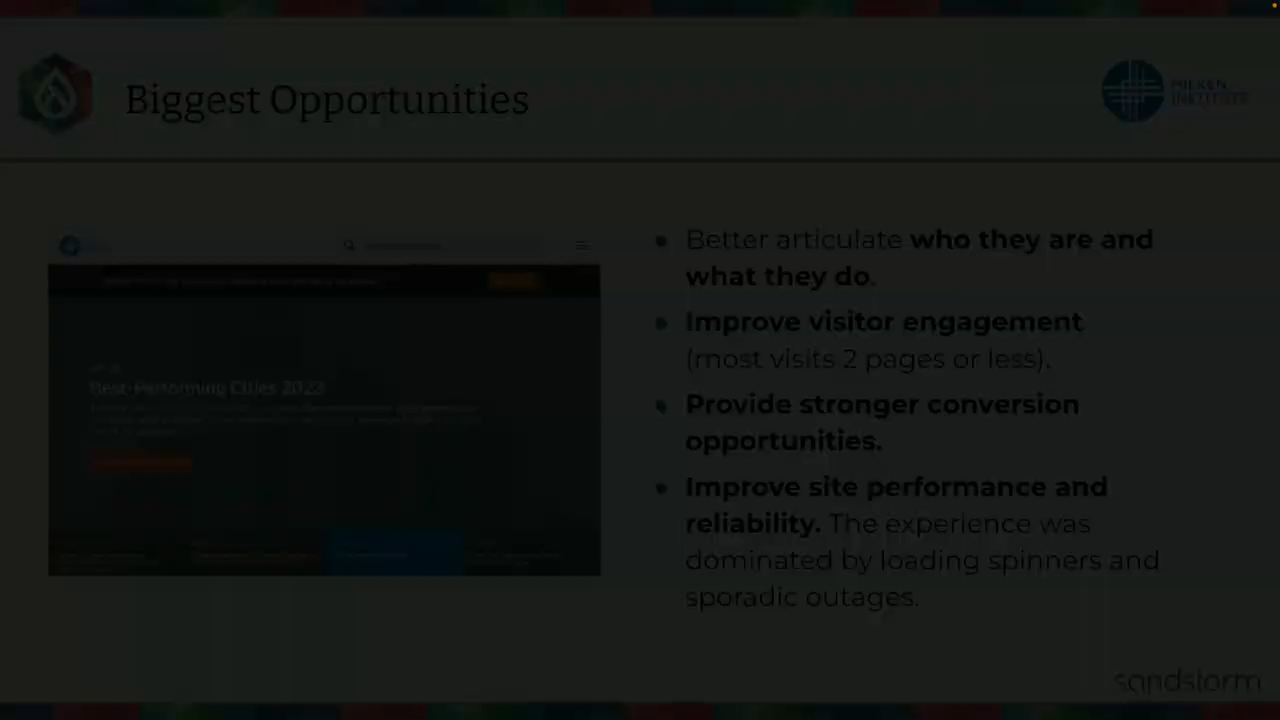 Biggest Opportunities
MILKEN
INSTITUTE
Best-Performing Cities 2022
Better articulate who they are and
what they do.
Improve visitor engagement
(most visits 2 pages or less).
Provide stronger conversion
opportunities.
Improve site performance and
reliability. The experience was
dominated by loading spinners and
sporadic outages.
sandstorm